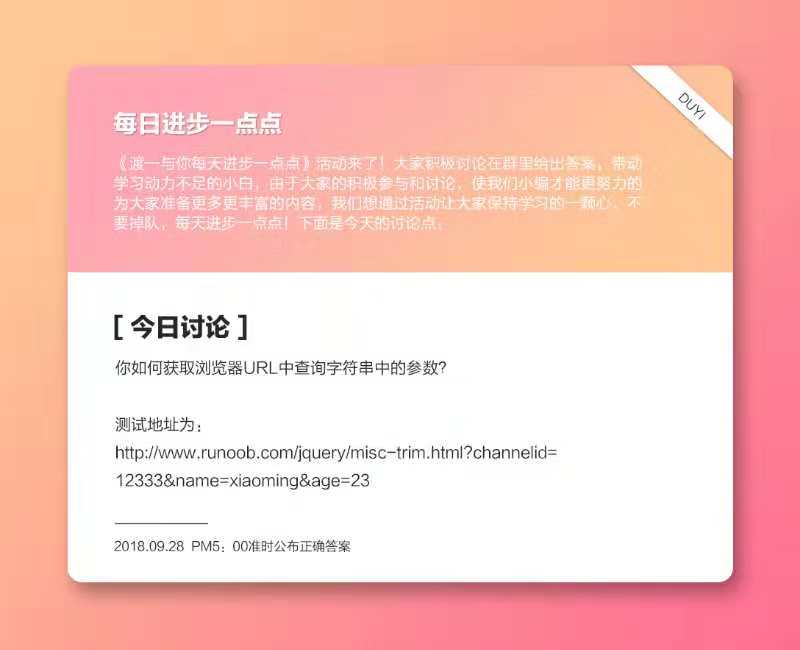 DUYI
每日进步一点点
《渡一与你每天进步一点点》活动来了！大家积极讨论在群里给出答案，带动
学习动力不足的小白，由于大家的积极参与和讨论，使我们小编才能更努力的
为大家准备更多更丰富的内容，我们想通过活动让大家保持学习的一颗心，不
要掉队，每天进步一点点！下面是今天的讨论点：
[ 今日讨论 ]
你如何获取浏览器URL中查询字符串中的参数?
测试地址为：
http://www.runoob.com/jquery/misc-trim.html?channelid=
12333&name=xiaoming&age=23
2018.09.28 PM5：00准时公布正确答案